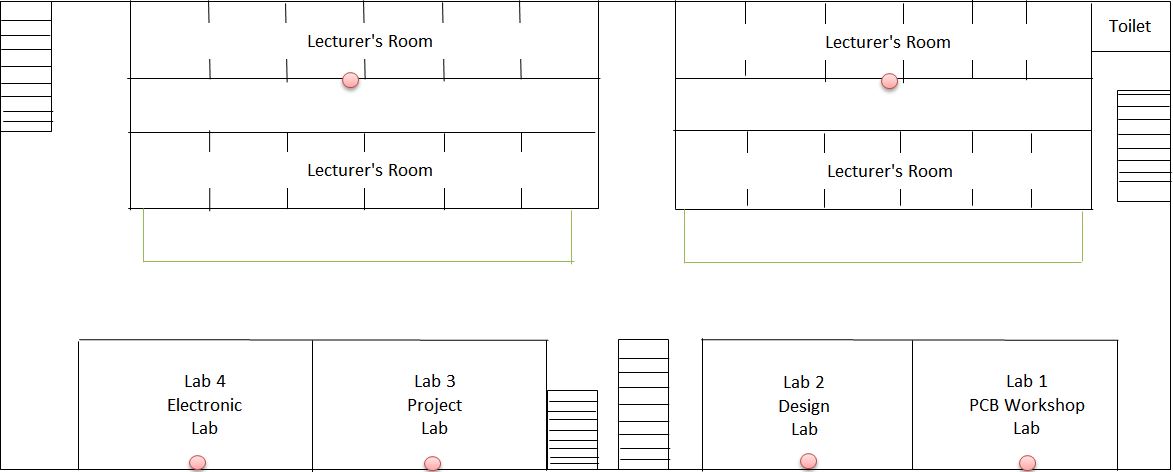 Toilet
Lecturer's Room
Lecturer's Room
Lecturer's Room
Lecturer's Room
Lab 4
Electronic
Lab
Lab 3
Project
Lab
Lab 2
Design
Lab
Lab 1
PCB Workshop
Lab